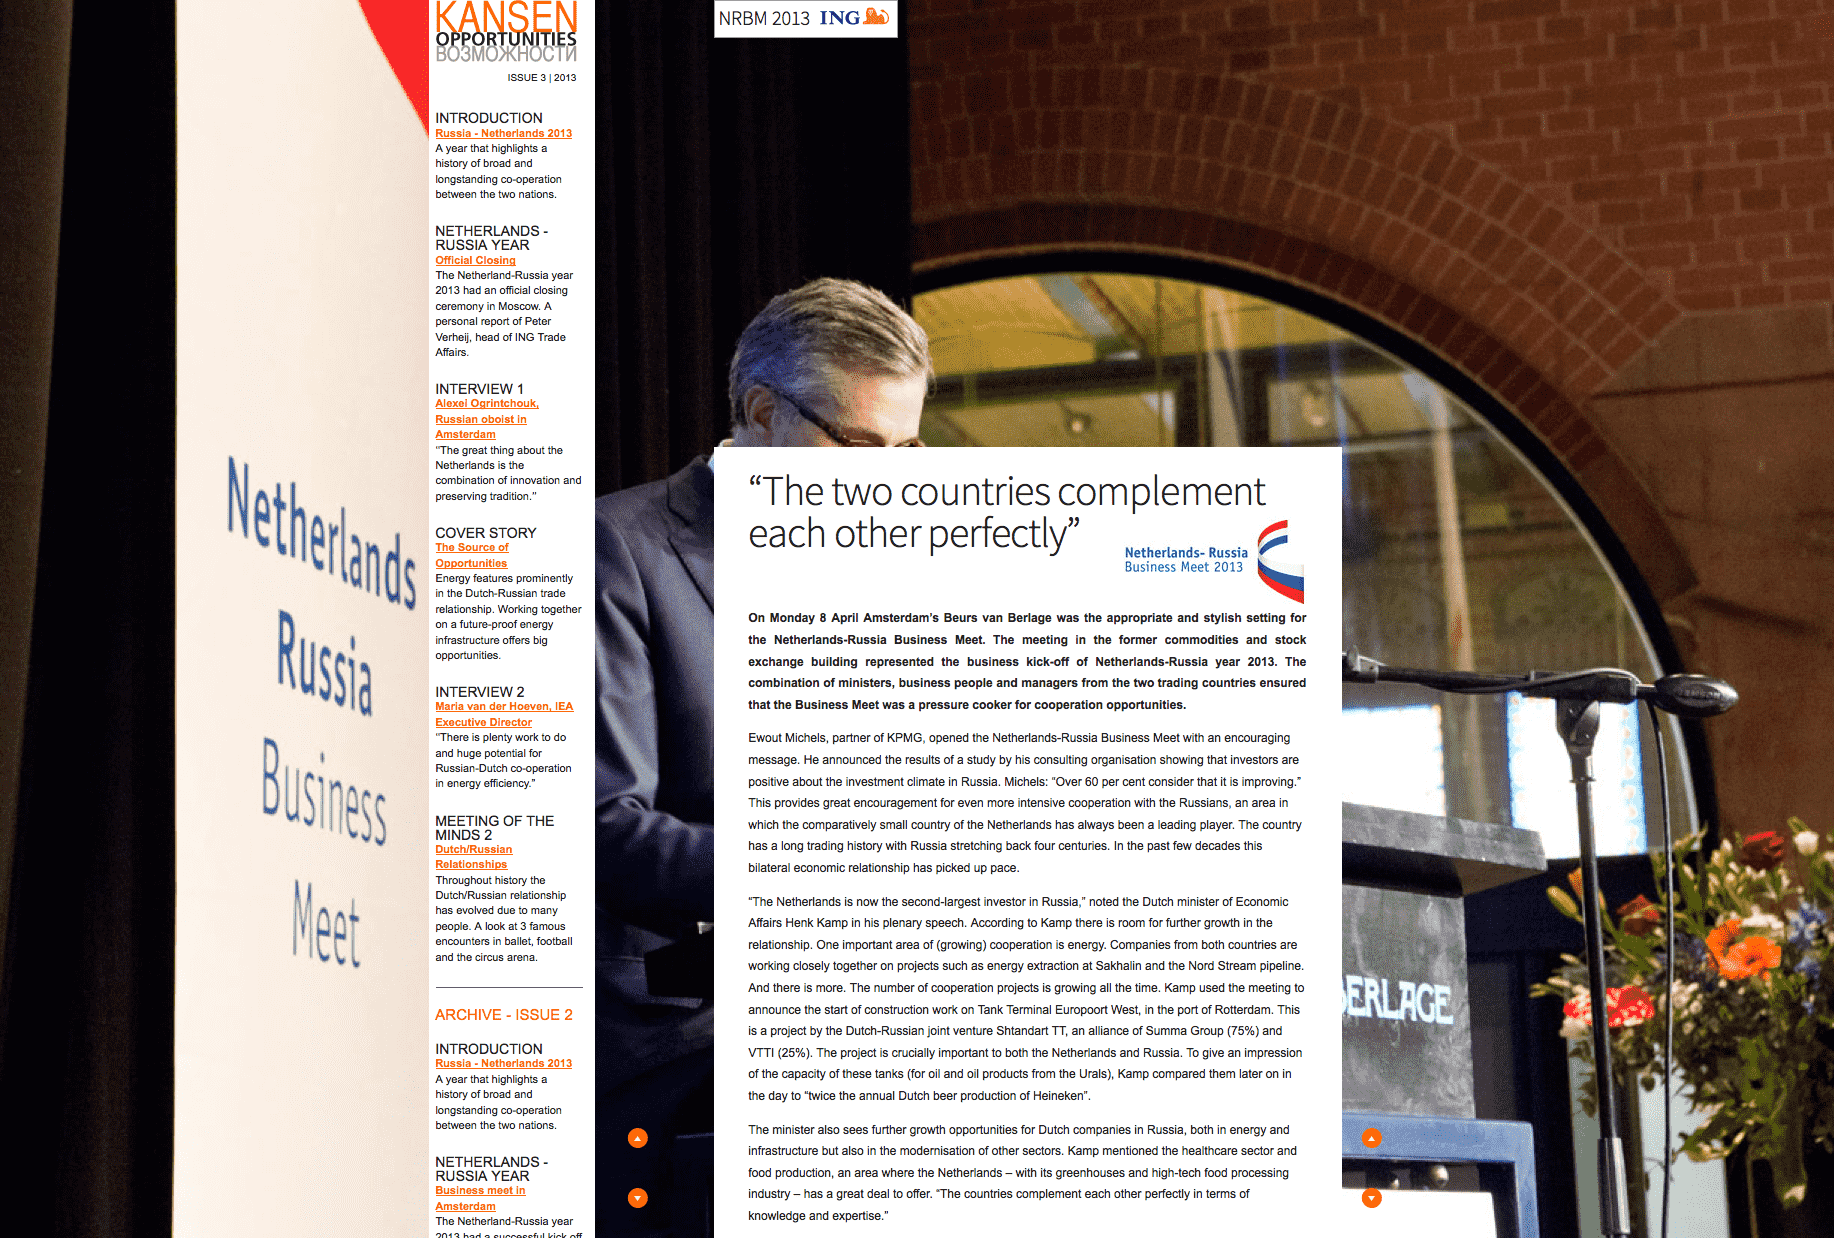 Netherlands
Russia
Business
Meet
KANSEN
OPPORTUNITIES
ВОЗМОЖНОСТИ
ISSUE 3 | 2013
INTRODUCTION
Russia - Netherlands 2013
A year that highlights a
history of broad and
longstanding co-operation
between the two nations.
NETHERLANDS -
RUSSIA YEAR
Official Closing
The Netherland-Russia year
2013 had an official closing
ceremony in Moscow. A
personal report of Peter
Verheij, head of ING Trade
Affairs.
INTERVIEW 1
Alexei Ogrintchouk,
Russian oboist in
Amsterdam
"The great thing about the
Netherlands is the
combination of innovation and
preserving tradition."
COVER STORY
The Source of
Opportunities
Energy features prominently
in the Dutch-Russian trade
relationship. Working together
on a future-proof energy
infrastructure offers big
opportunities.
INTERVIEW 2
Maria van der Hoeven, IEA
Executive Director
"There is plenty work to do
and huge potential for
Russian-Dutch co-operation
in energy efficiency."
MEETING OF THE
MINDS 2
Dutch/Russian
Relationships
Throughout history the
Dutch/Russian relationship
has evolved due to many
people. A look at 3 famous
encounters in ballet, football
and the circus arena.
ARCHIVE - ISSUE 2
INTRODUCTION
Russia - Netherlands 2013
A year that highlights a
history of broad and
longstanding co-operation
between the two nations.
NETHERLANDS -
RUSSIA YEAR
Business meet in
Amsterdam
The Netherland-Russia year
2013 had a successful kick off
NRBM 2013 ING
“The two countries complement
each other perfectly”
Netherlands- Russia
Business Meet 2013
On Monday 8 April Amsterdam’s Beurs van Berlage was the appropriate and stylish setting for
the Netherlands-Russia Business Meet. The meeting in the former commodities and stock
exchange building represented the business kick-off of Netherlands-Russia year 2013. The
combination of ministers, business people and managers from the two trading countries ensured
that the Business Meet was a pressure cooker for cooperation opportunities.
Ewout Michels, partner of KPMG, opened the Netherlands-Russia Business Meet with an encouraging
message. He announced the results of a study by his consulting organisation showing that investors are
positive about the investment climate in Russia. Michels: “Over 60 per cent consider that it is improving.”
This provides great encouragement for even more intensive cooperation with the Russians, an area in
which the comparatively small country of the Netherlands has always been a leading player. The country
has a long trading history with Russia stretching back four centuries. In the past few decades this
bilateral economic relationship has picked up pace.
“The Netherlands is now the second-largest investor in Russia,” noted the Dutch minister of Economic
Affairs Henk Kamp in his plenary speech. According to Kamp there is room for further growth in the
relationship. One important area of (growing) cooperation is energy. Companies from both countries are
working closely together on projects such as energy extraction at Sakhalin and the Nord Stream pipeline.
And there is more. The number of cooperation projects is growing all the time. Kamp used the meeting to
announce the start of construction work on Tank Terminal Europoort West, in the port of Rotterdam. This
is a project by the Dutch-Russian joint venture Shtandart TT, an alliance of Summa Group (75%) and
VTTI (25%). The project is crucially important to both the Netherlands and Russia. To give an impression
of the capacity of these tanks (for oil and oil products from the Urals), Kamp compared them later on in
the day to “twice the annual Dutch beer production of Heineken”.
The minister also sees further growth opportunities for Dutch companies in Russia, both in energy and
infrastructure but also in the modernisation of other sectors. Kamp mentioned the healthcare sector and
food production, an area where the Netherlands – with its greenhouses and high-tech food processing
industry – has a great deal to offer. “The countries complement each other perfectly in terms of
knowledge and expertise.”
BERLAGE